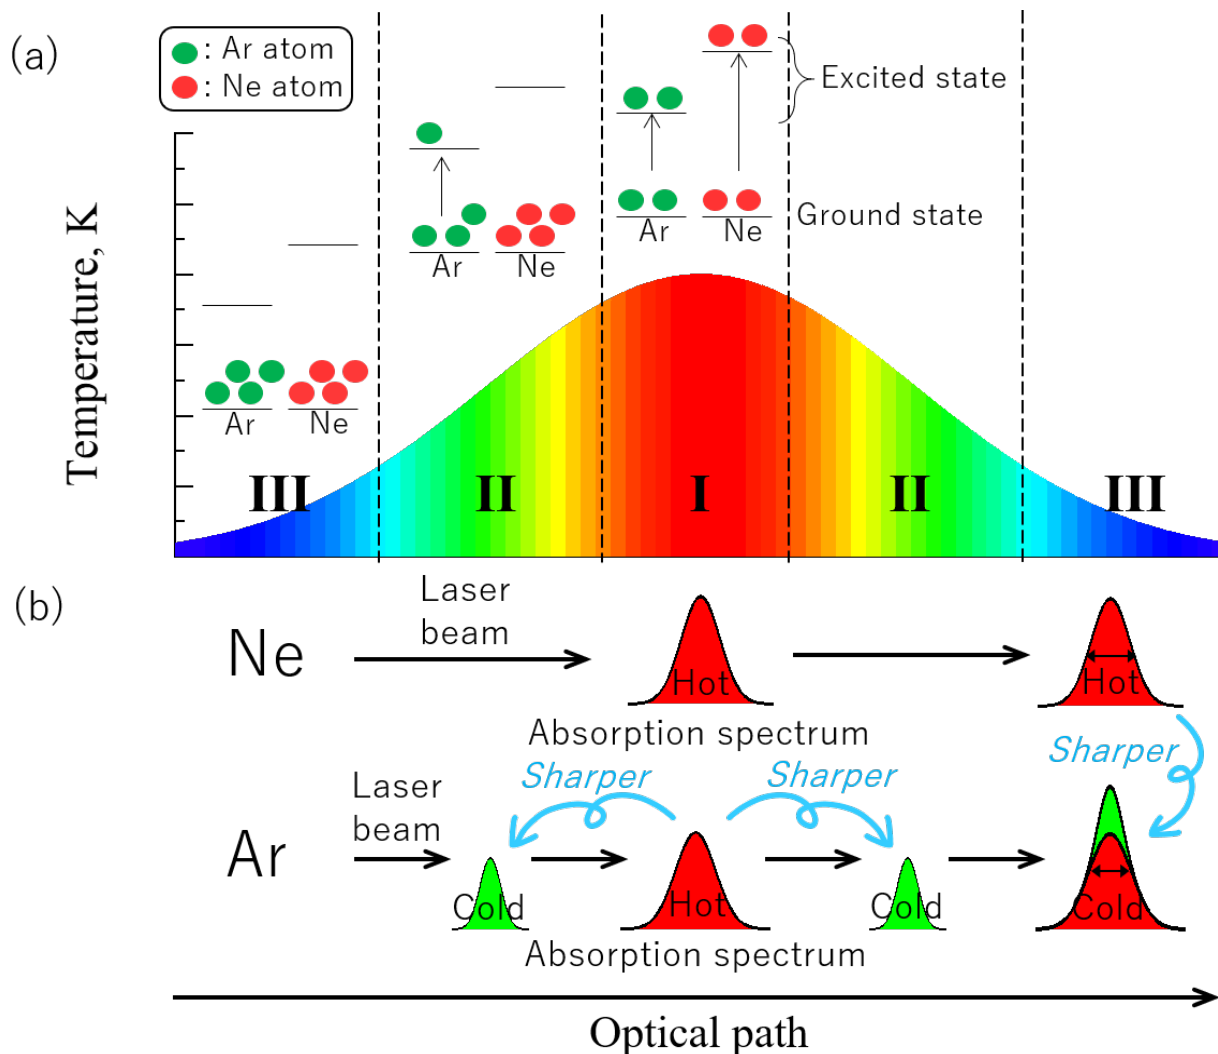 (a)
: Ar atom
: Ne atom
Excited state
Ground state
Ar
Ne
Ar
Ne
Ar
Ne
Temperature, K
III
II
I
II
III
(b)
Laser
beam
Ne
Hot
Hot
Absorption spectrum
Sharper
Sharper
Sharper
Laser
beam
Ar
Cold
Hot
Cold
Cold
Absorption spectrum
Optical path